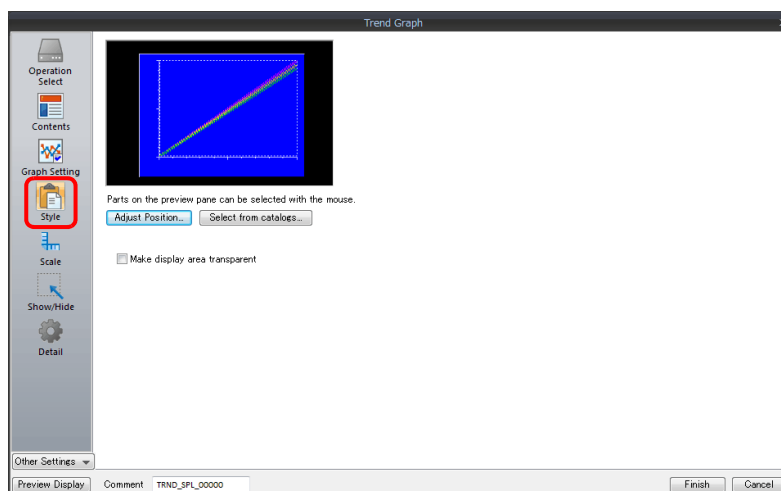 Trend Graph
Operation
Select
Contents
Graph Setting
Style
Scale
Show/Hide
Detail
Parts on the preview pane can be selected with the mouse.
Adjust Position...
Select from catalogs...
Make display area transparent
Other Settings
Preview Display
Comment
TRND_SPL_00000
Finish
Cancel